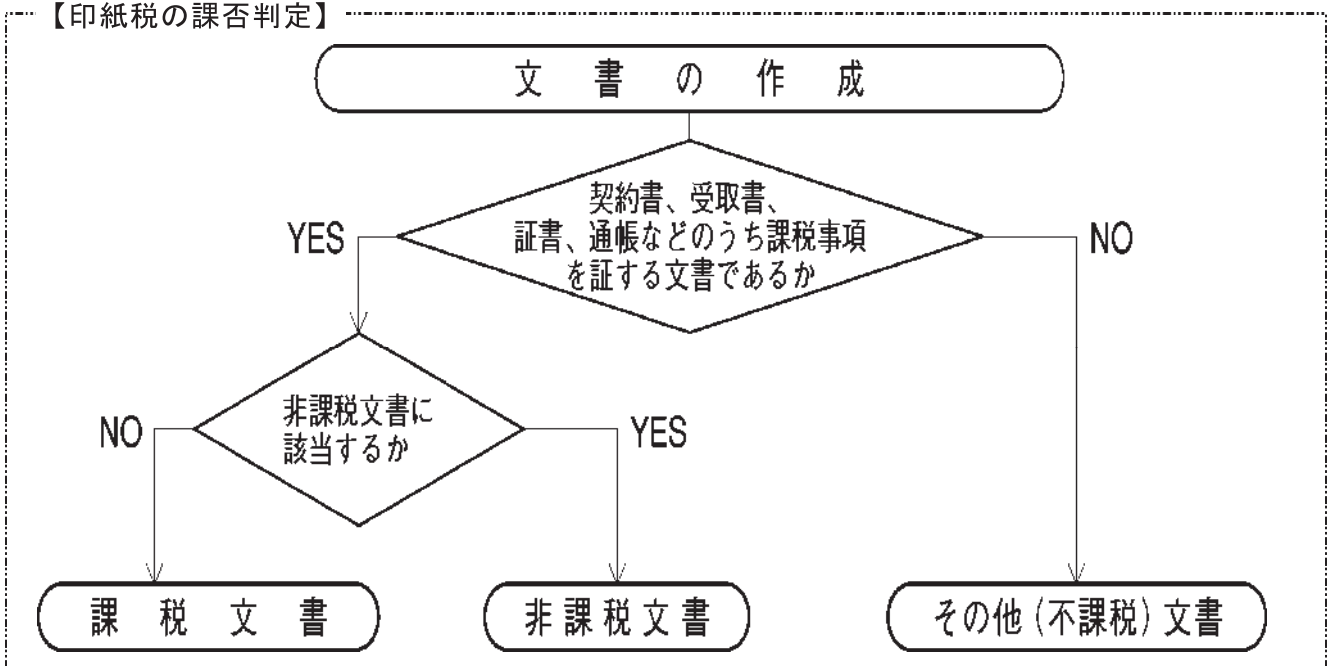 【印紙税の課否判定】
文書の作成
契約書、受取書、
証書、通帳などのうち課税事項
を証する文書であるか
YES
NO
非課税文書に
該当するか
NO
YES
課税文書
非課税文書
その他(不課税)文書